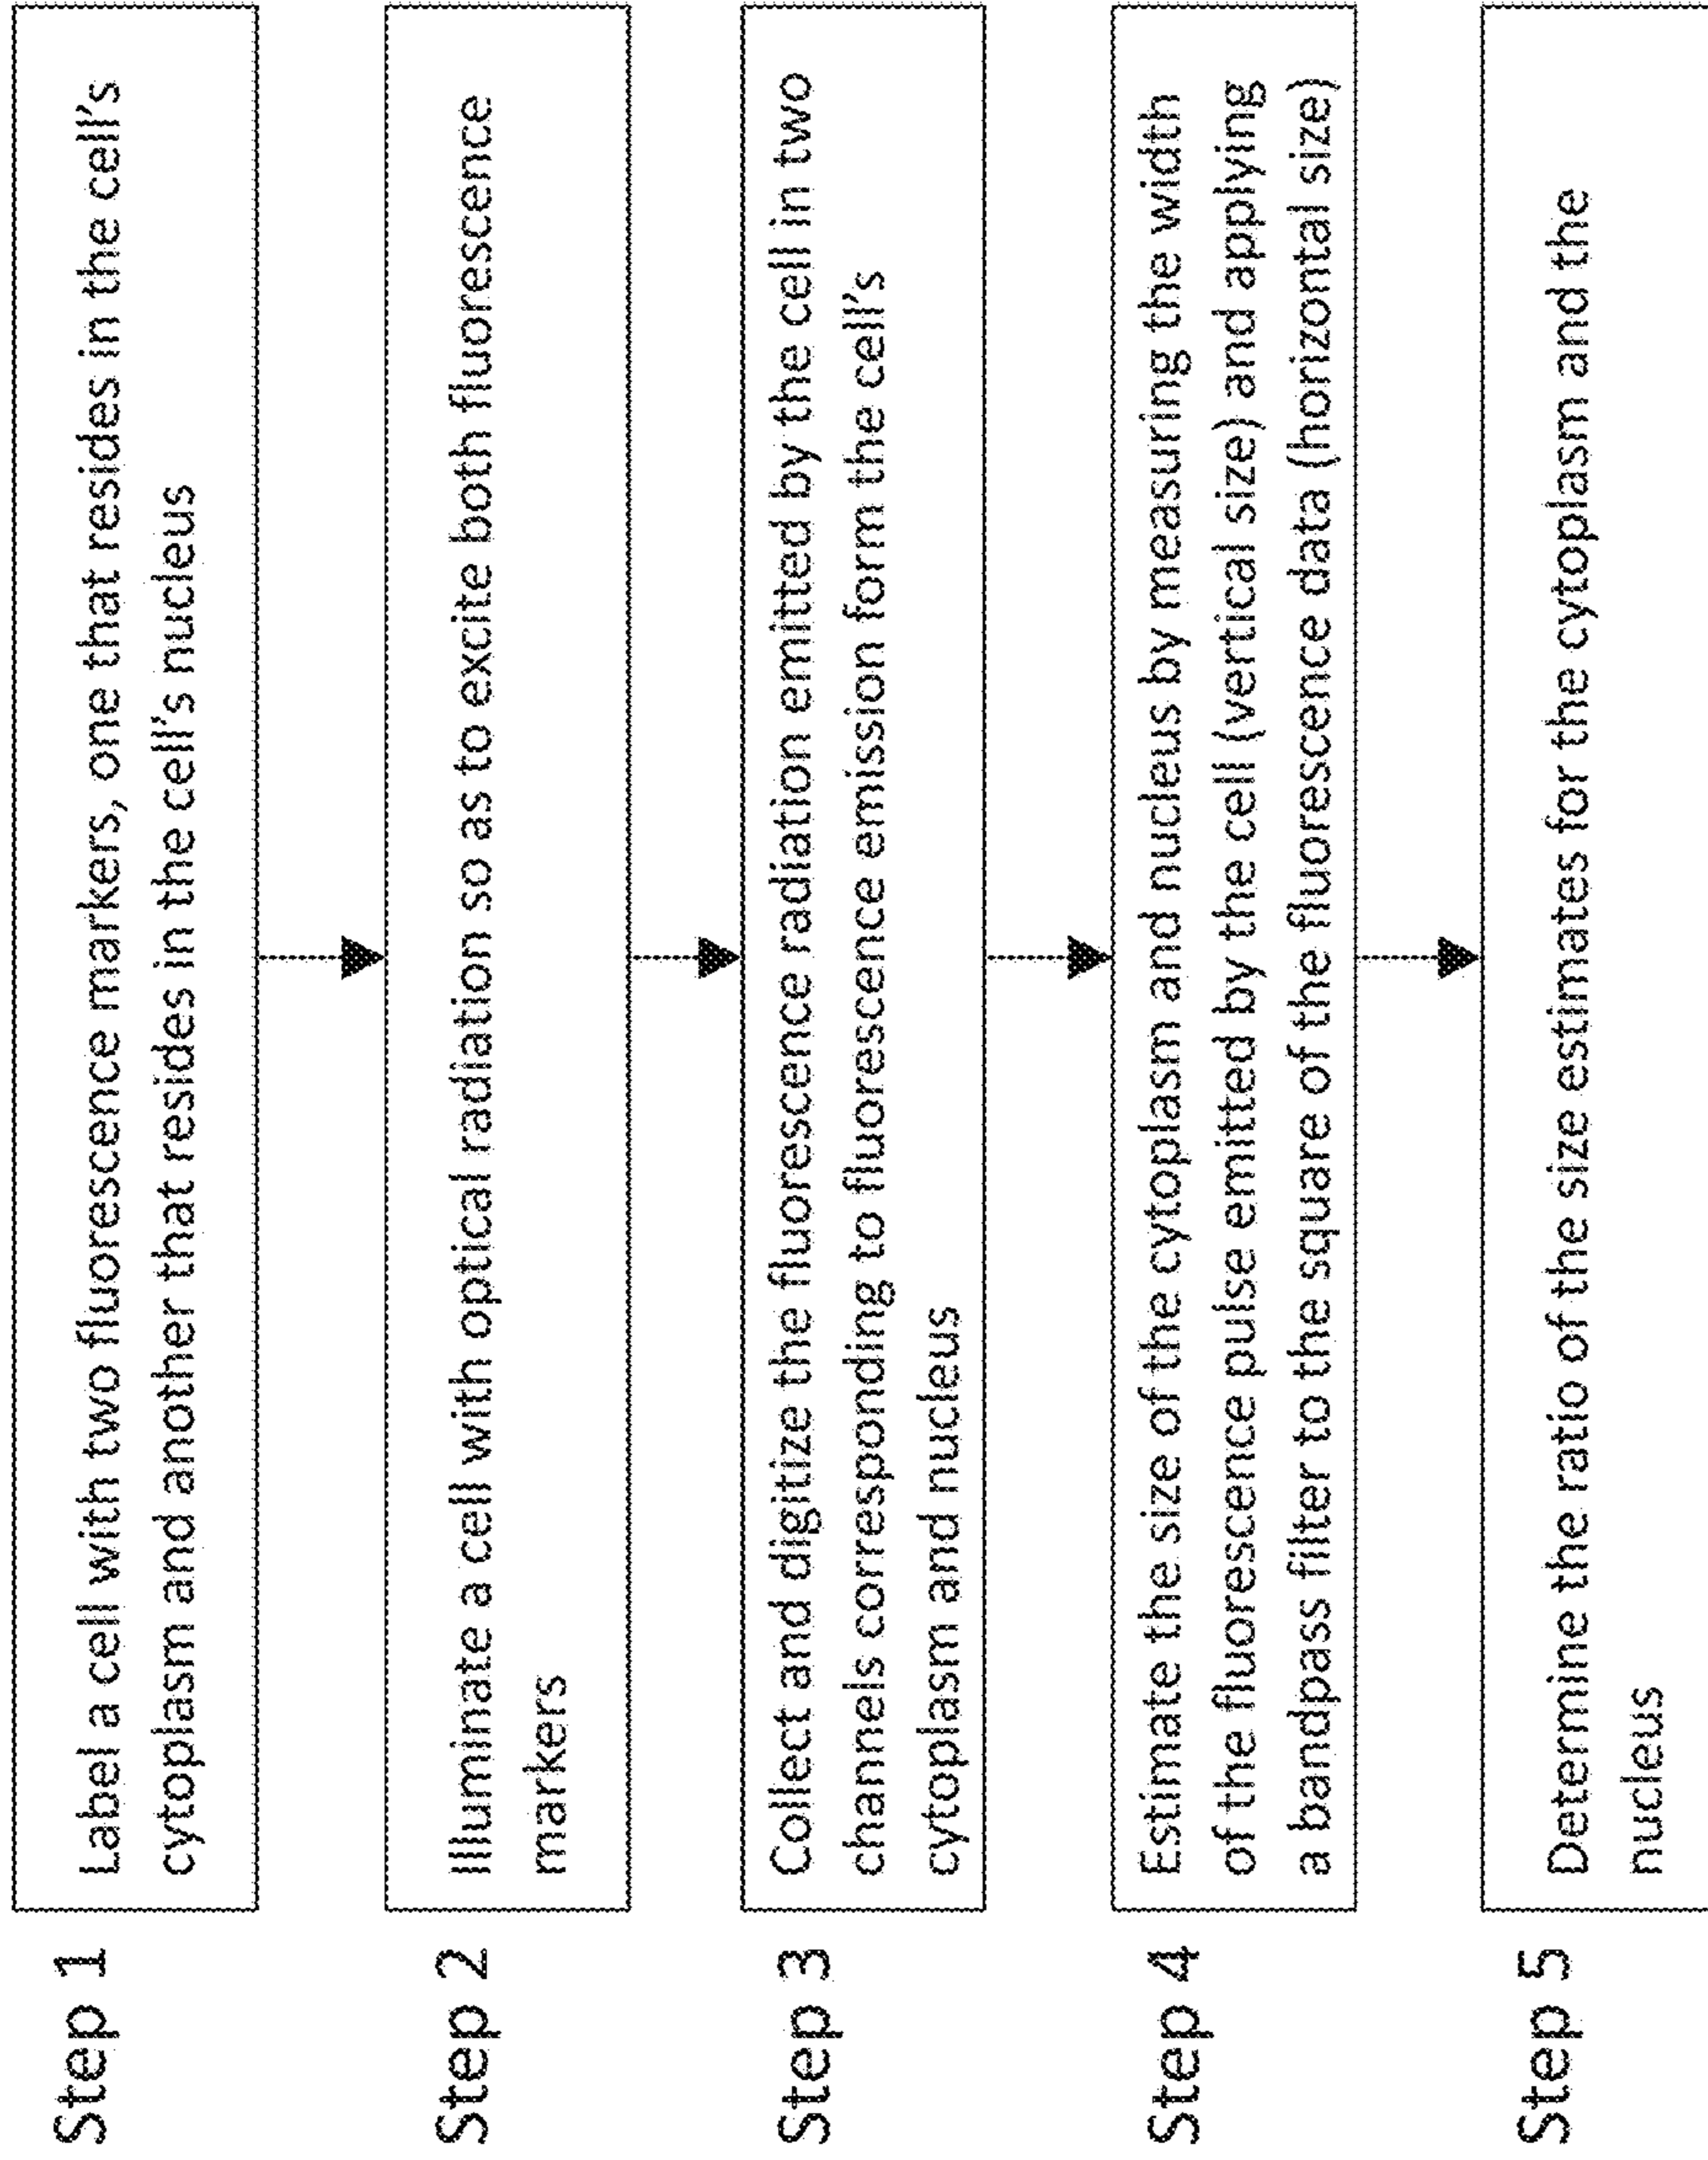 Step 1
Label a cell with two fluorescence markers, one that resides in the cell's
cytoplasm and another that resides in the cell's nucleus
Step 2
Illuminate a cell with optical radiation so as to excite both fluorescence
markers
Step 3
Collect and digitize the fluorescence radiation emitted by the cell in two
channels corresponding to fluorescence emission form the cell's
cytoplasm and nucleus
Step 4
Estimate the size of the cytoplasm and nucleus by measuring the width
of the fluorescence pulse emitted by the cell (vertical size) and applying
a bandpass filter to the square of the fluorescence data (horizontal size)
Step 5
Determine the ratio of the size estimates for the cytoplasm and the
nucleus